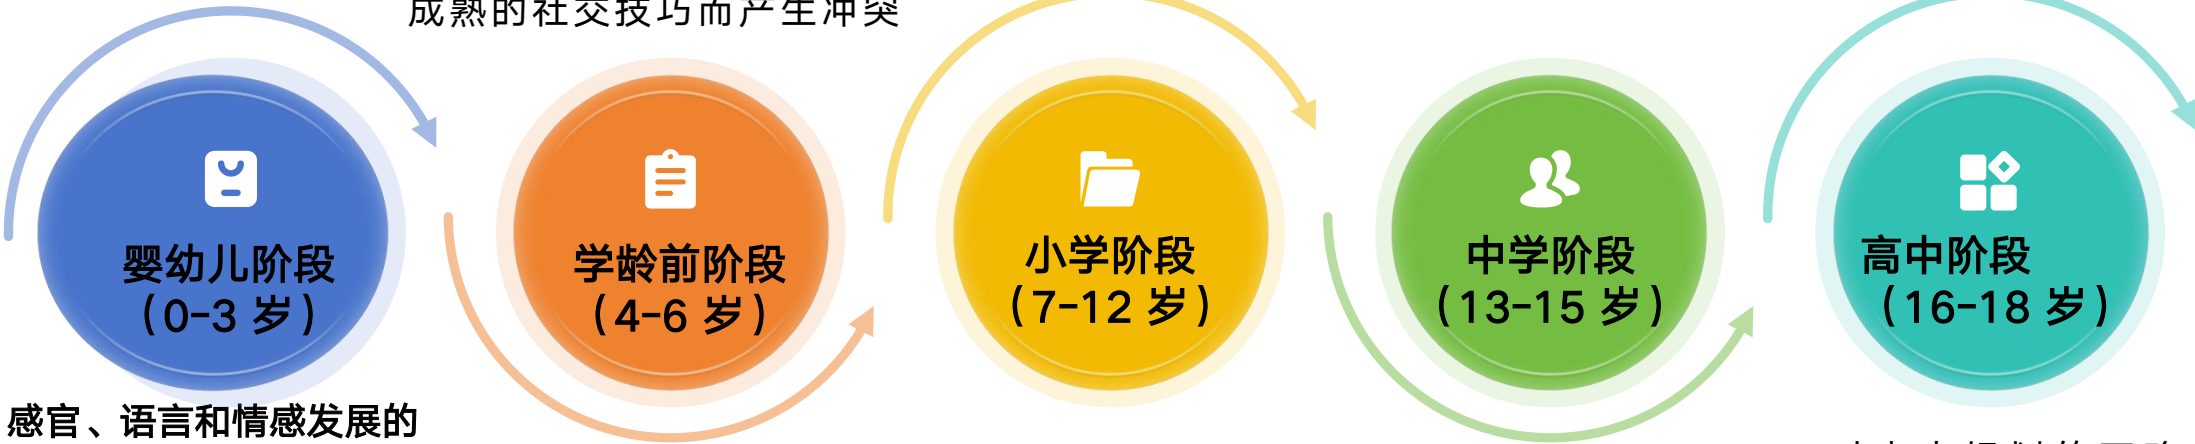 成熟的社交技巧而产生冲突
婴幼儿阶段
（0-3 岁）
学龄前阶段
（4-6 岁）
小学阶段
（7-12 岁）
中学阶段
（13-15 岁）
高中阶段
（16-18 岁）
感官、语言和情感发展的